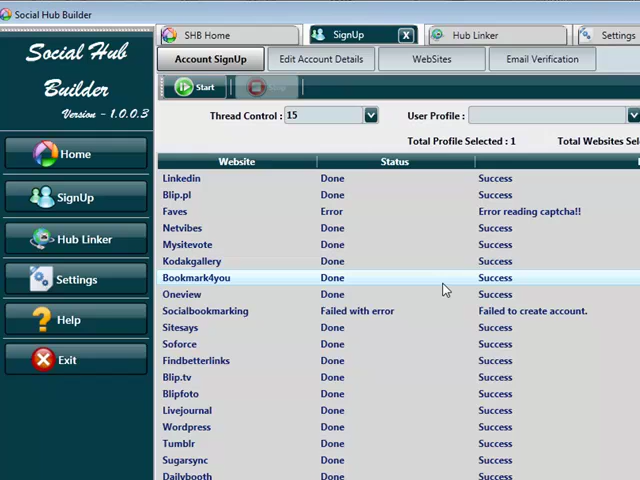 Social Hub Builder
Social Hub
Builder
Version - 1.0.0.3
Home
SignUp
Hub Linker
Settings
Help
Exit
SHB Home SignUp X Hub Linker Settings
Account SignUp Edit Account Details WebSites Email Verification
Start Stop
Thread Control : 15 User Profile :
Total Profile Selected : 1 Total Websites Sel
Website Status
Linkedin Done Success
Blip.pl Done Success
Faves Error Error reading captcha!!
Netvibes Done Success
Mysitevote Done Success
Kodakgallery Done Success
Bookmark4you Done Success
Oneview Done Success
Socialbookmarking Failed with error Failed to create account.
Sitesays Done Success
Soforce Done Success
Findbetterlinks Done Success
Blip.tv Done Success
Blipfoto Done Success
Livejournal Done Success
Wordpress Done Success
Tumblr Done Success
Sugarsync Done Success
Dailybooth Done Success